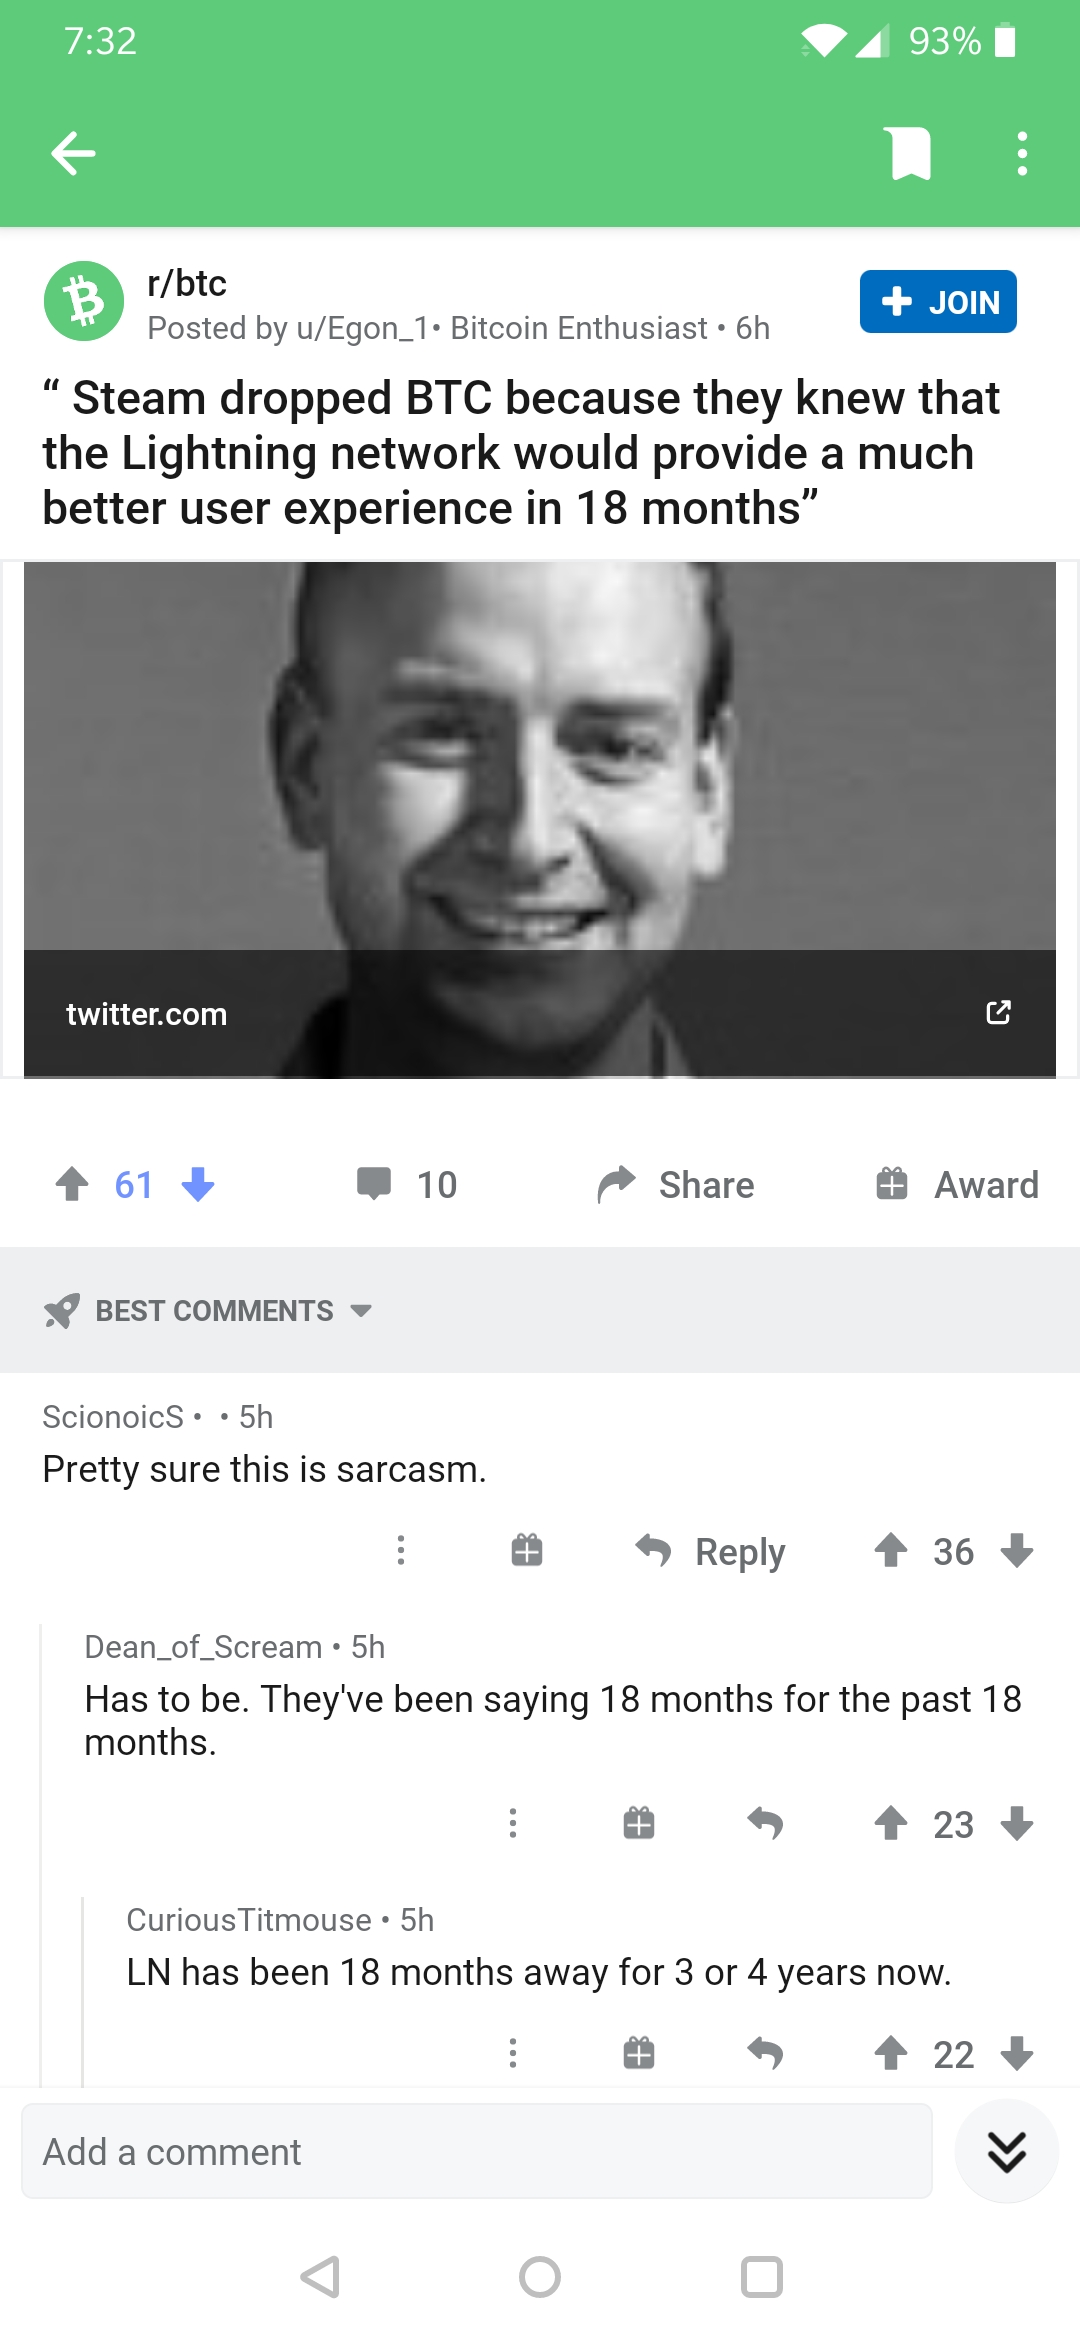 7:32
93%
r/btc
JOIN
Posted by u/Egon_1• Bitcoin Enthusiast • 6h
“ Steam dropped BTC because they knew that
the Lightning network would provide a much
better user experience in 18 months”
twitter.com
61
10
Share
Award
BEST COMMENTS
ScionoicS • • 5h
Pretty sure this is sarcasm.
Reply
36
Dean_of_Scream • 5h
Has to be. They've been saying 18 months for the past 18
months.
23
CuriousTitmouse • 5h
LN has been 18 months away for 3 or 4 years now.
22
Add a comment